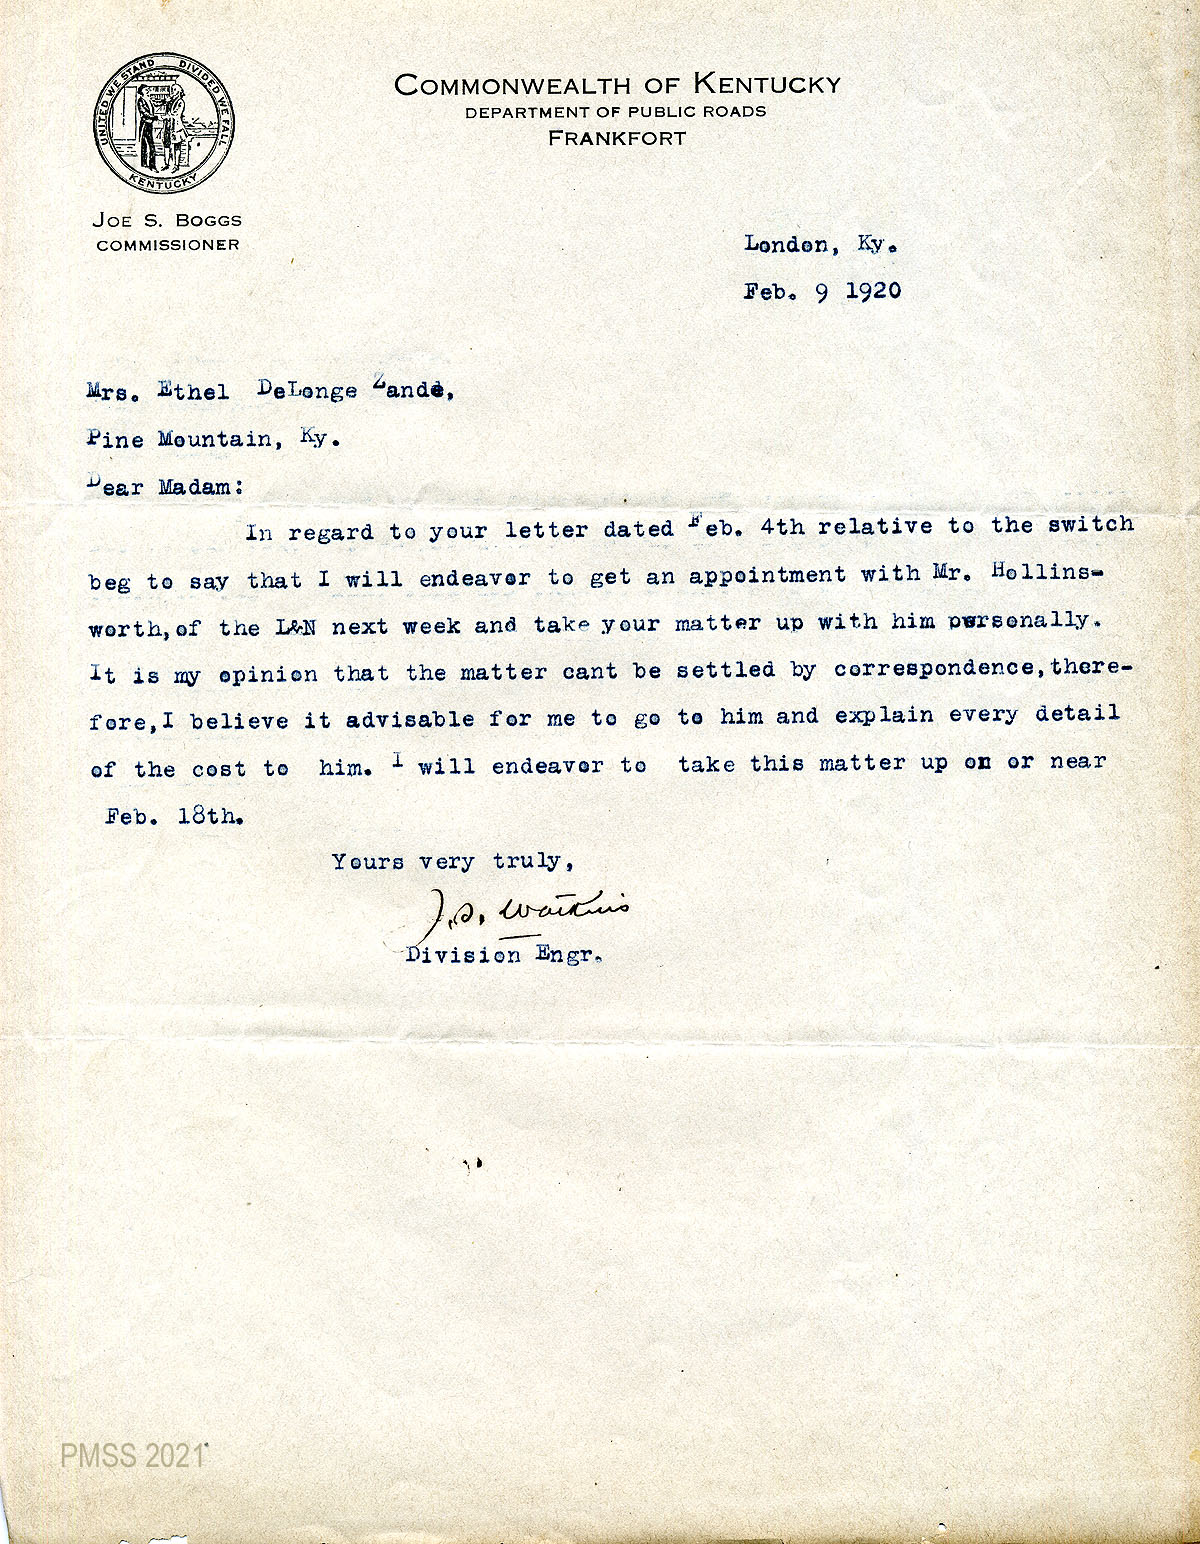 UNITED WE STAND DIVIDED WE FALL
KENTUCKY
COMMONWEALTH OF KENTUCKY
DEPARTMENT OF PUBLIC ROADS
FRANKFORT
JOE S. BOGGS
COMMISSIONER
London, Ky.
Feb. 9 1920
Mrs. Ethel DeLonge Zande,
Pine Mountain, Ky.
Dear Madam:
In regard to your letter dated Feb. 4th relative to the switch
beg to say that I will endeavor to get an appointment with Mr. Hollins-
worth, of the L&N next week and take your matter up with him personally.
It is my opinion that the matter cant be settled by correspondence, there-
fore, I believe it advisable for me to go to him and explain every detail
of the cost to him. I will endeavor to take this matter up on or near
Feb. 18th.
Yours very truly,
J.S. Watkins
Division Engr.
PMSS 2021